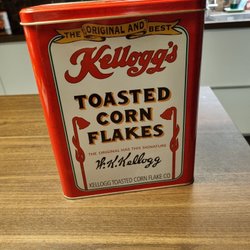 THE ORIGINAL AND BEST
Kellogg's
TOASTED
CORN
FLAKES
THE ORIGINAL HAS THIS SIGNATURE
W.K.Kellogg
KELLOGG TOASTED CORN FLAKE CO.